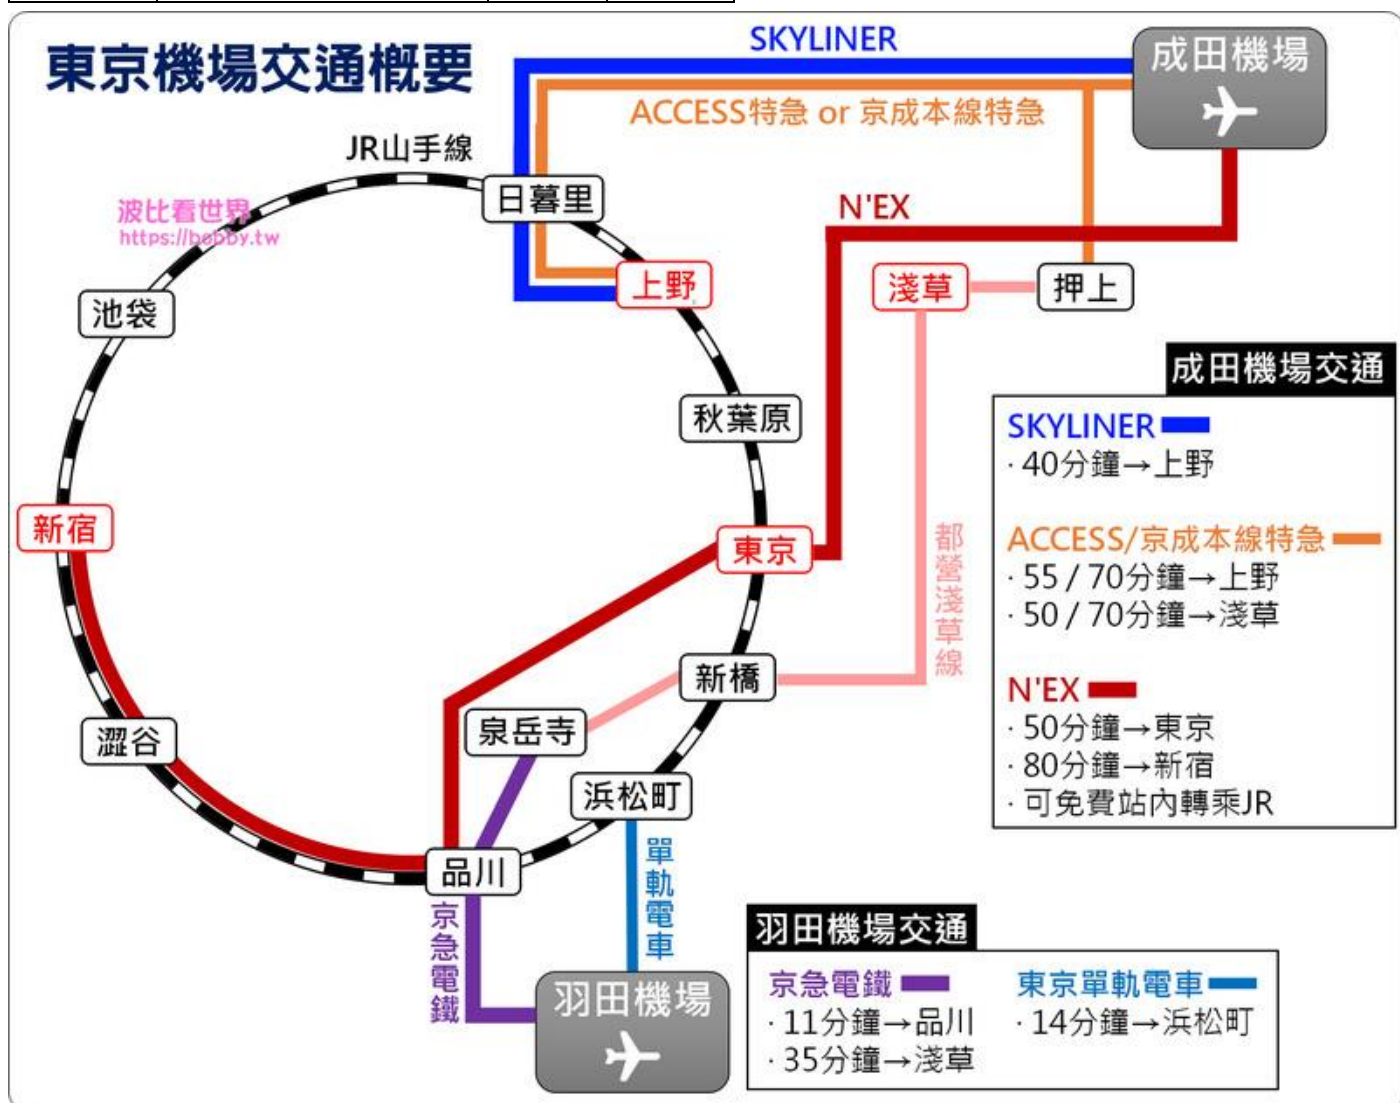 東京機場交通概要
SKYLINER
成田機場
ACCESS特急 or 京成本線特急
JR山手線
日暮里
波比看世界
https://bobby.tw
N'EX
上野
淺草
押上
池袋
成田機場交通
SKYLINER
· 40分鐘→上野
秋葉原
新宿
東京
都營淺草線
ACCESS/京成本線特急
· 55 / 70分鐘→上野
· 50 / 70分鐘→淺草
新橋
泉岳寺
澀谷
N'EX
· 50分鐘→東京
· 80分鐘→新宿
· 可免費站內轉乘JR
浜松町
品川
單軌電車
京急電鐵
羽田機場
羽田機場交通
京急電鐵
· 11分鐘→品川
· 35分鐘→淺草
東京單軌電車
· 14分鐘→浜松町